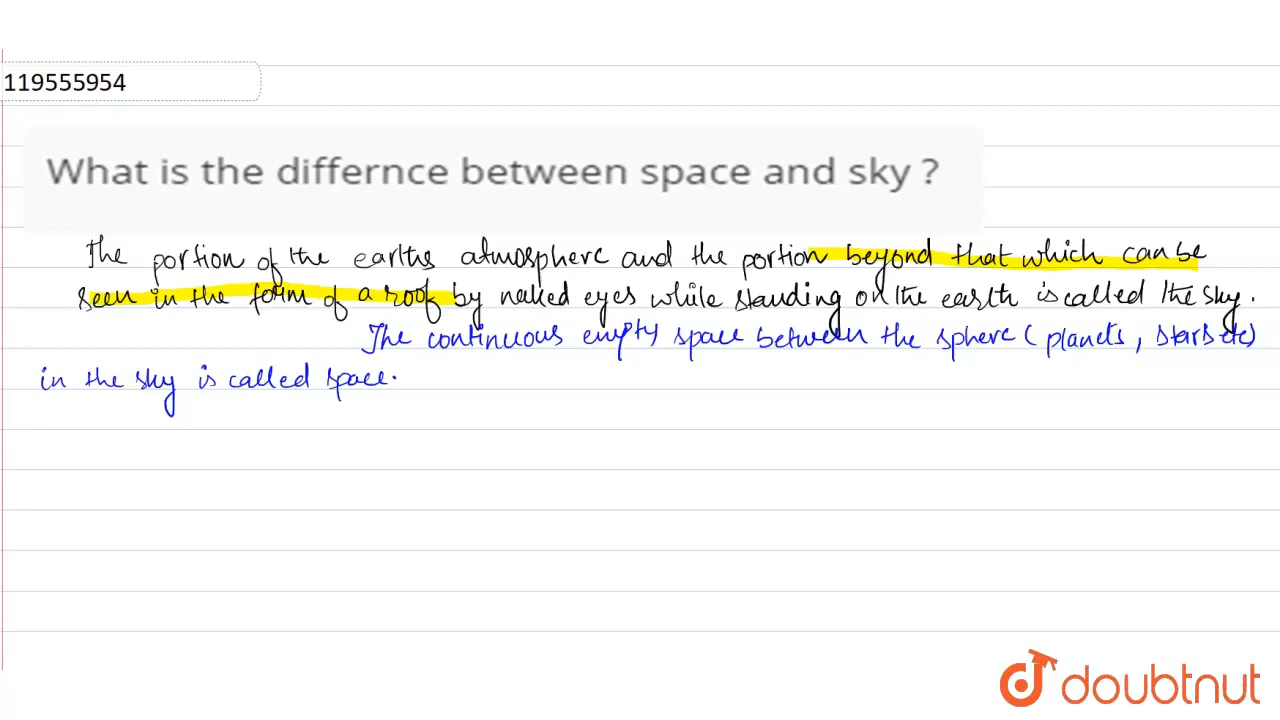 119555954
What is the differnce between space and sky ?
The portion of the earths atmosphere and the portion beyond that which can be
seen in the form of a roof by naked eyes while standing on the earth is called the sky.
The continuous empty space between the sphere (planets, stars etc)
in the sky is called space.
doubtnut